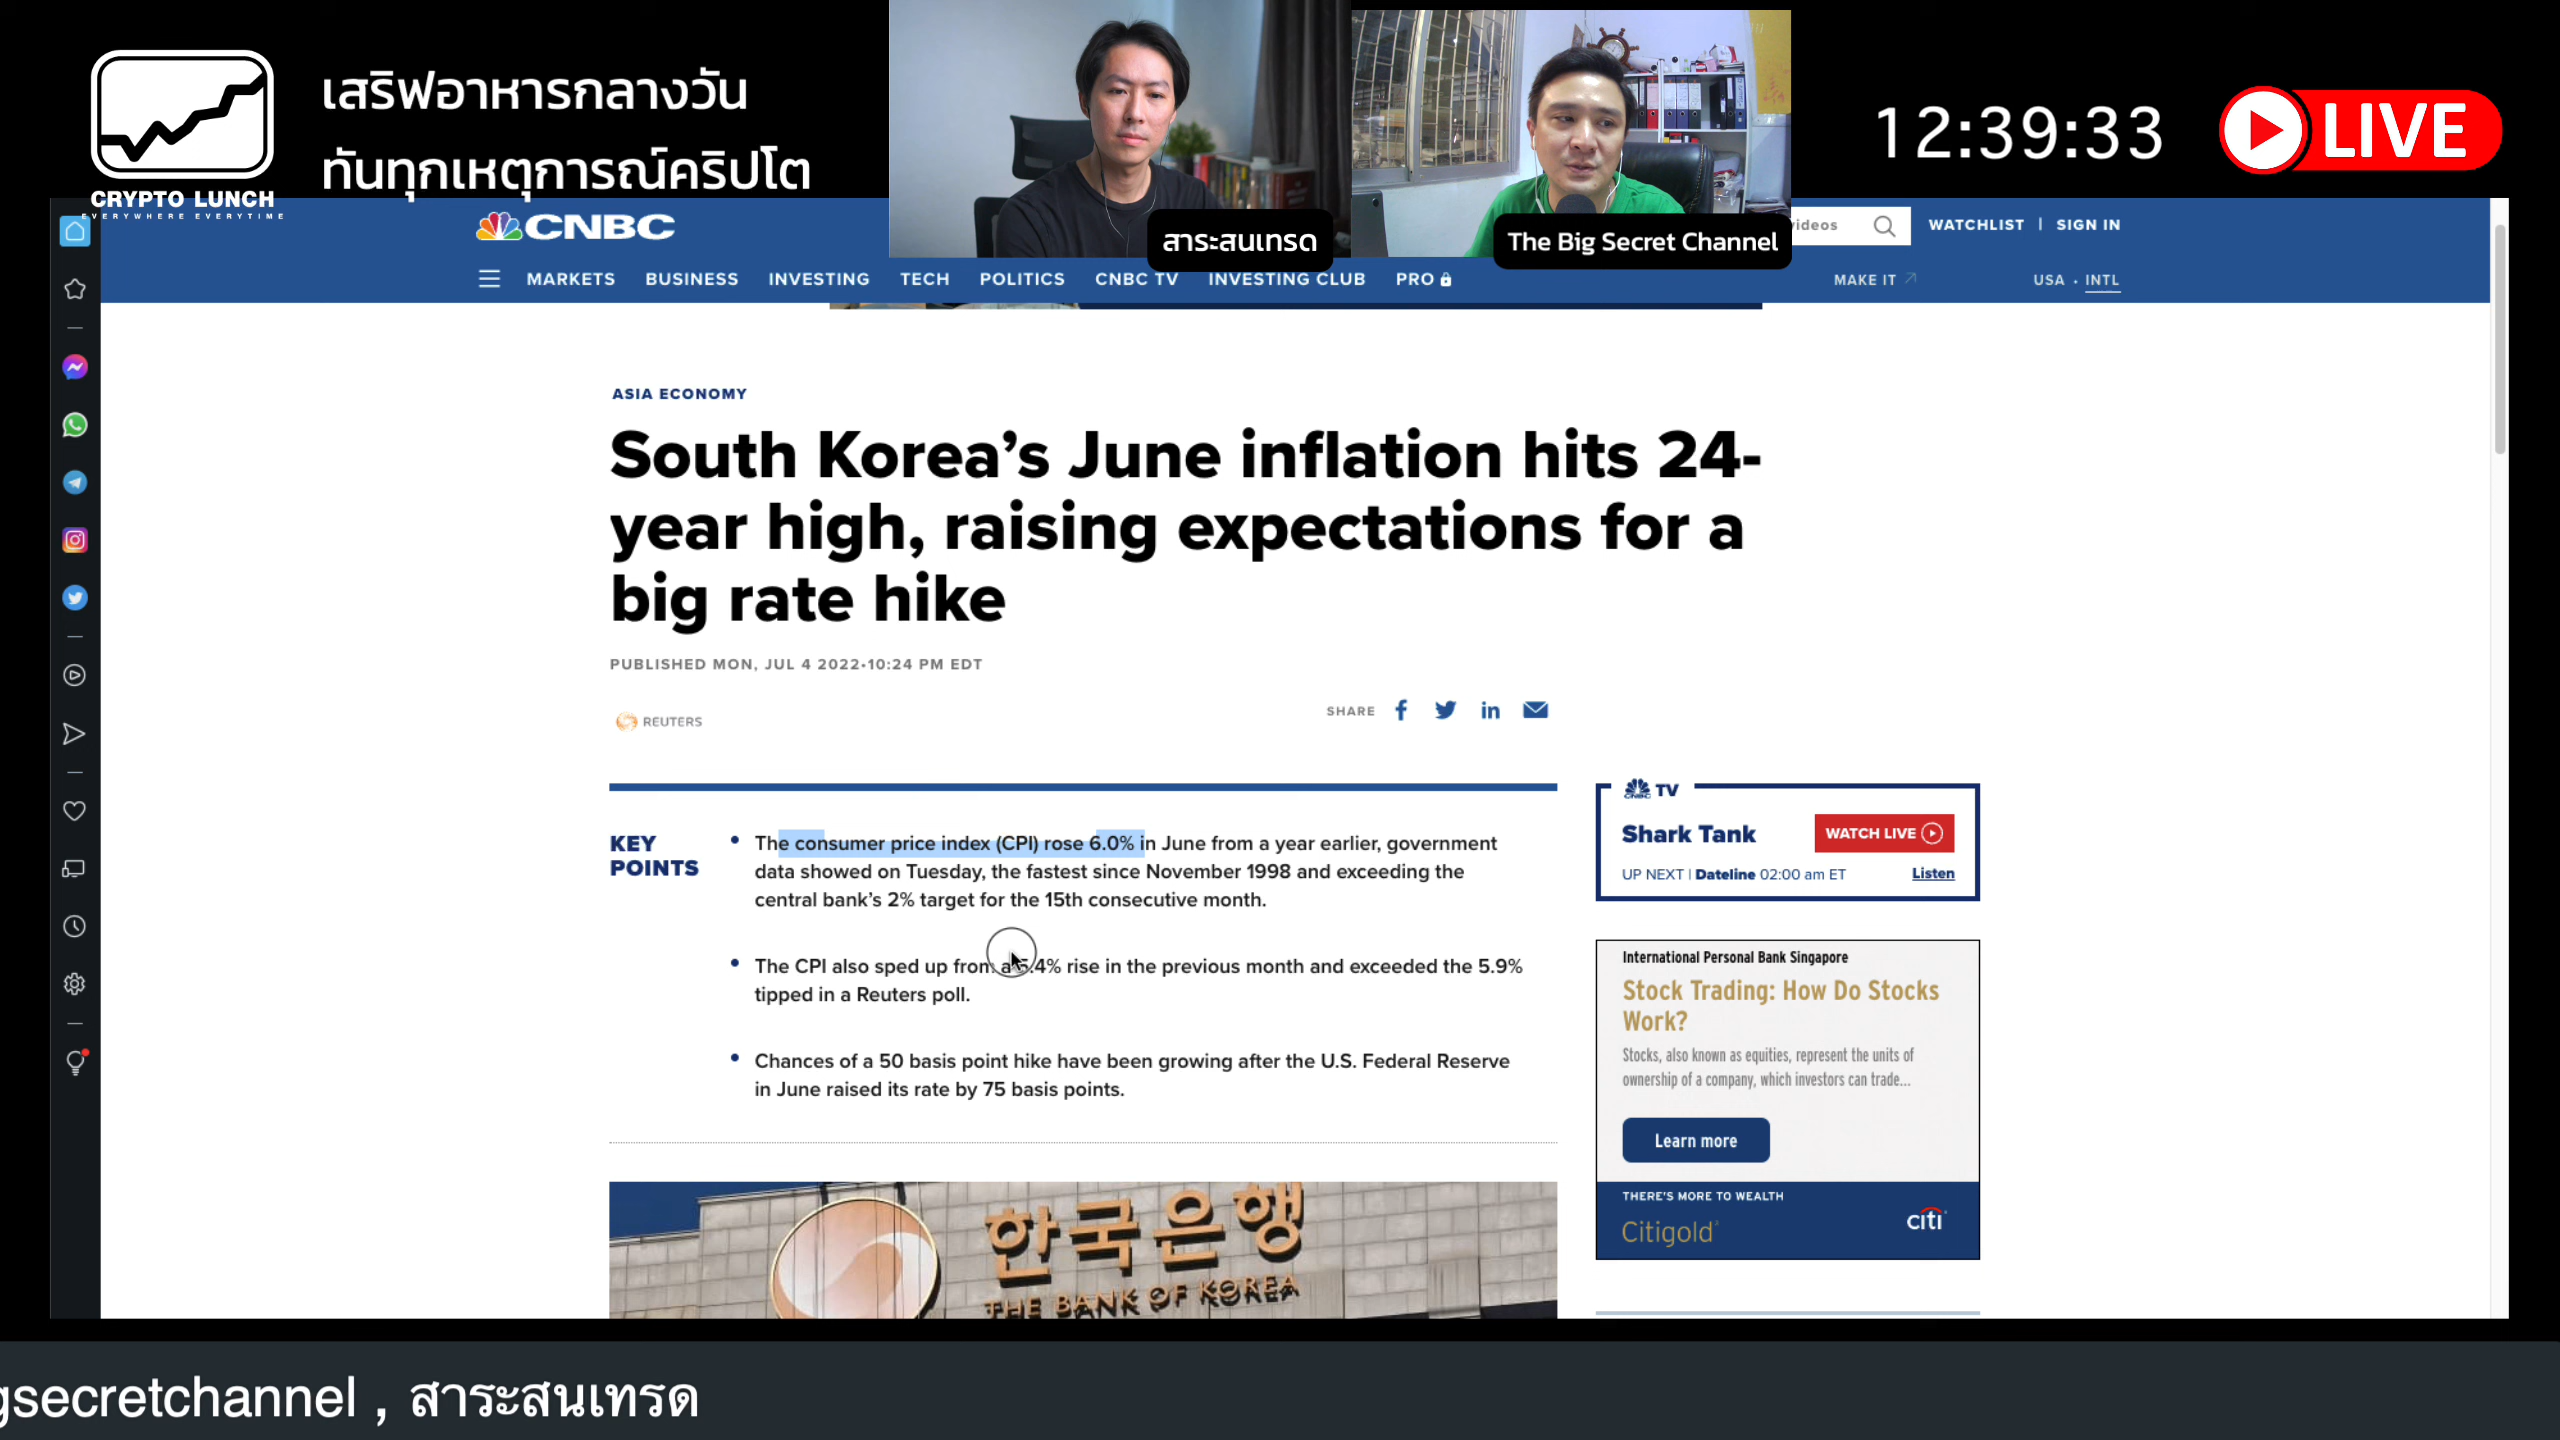 CRYPTO LUNCH
EVERYWHERE EVERYTIME
เสริฟอาหารกลางวัน
ทันทุกเหตุการณ์คริปโต
สาระสนเทรด
The Big Secret Channel
12:39:33
LIVE
CNBC
videos
WATCHLIST | SIGN IN
MARKETS BUSINESS INVESTING TECH POLITICS CNBC TV INVESTING CLUB PRO
MAKE IT
USA • INTL
ASIA ECONOMY
South Korea’s June inflation hits 24-
year high, raising expectations for a
big rate hike
PUBLISHED MON, JUL 4 2022•10:24 PM EDT
REUTERS
SHARE
KEY
POINTS
• The consumer price index (CPI) rose 6.0% in June from a year earlier, government
data showed on Tuesday, the fastest since November 1998 and exceeding the
central bank’s 2% target for the 15th consecutive month.
• The CPI also sped up from a 5.4% rise in the previous month and exceeded the 5.9%
tipped in a Reuters poll.
• Chances of a 50 basis point hike have been growing after the U.S. Federal Reserve
in June raised its rate by 75 basis points.
CNBC TV
Shark Tank
WATCH LIVE
UP NEXT | Dateline 02:00 am ET
Listen
International Personal Bank Singapore
Stock Trading: How Do Stocks
Work?
Stocks, also known as equities, represent the units of
ownership of a company, which investors can trade...
Learn more
THERE'S MORE TO WEALTH
Citigold
citi
한국은행
THE BANK OF KOREA
gsecretchannel , สาระสนเทรด